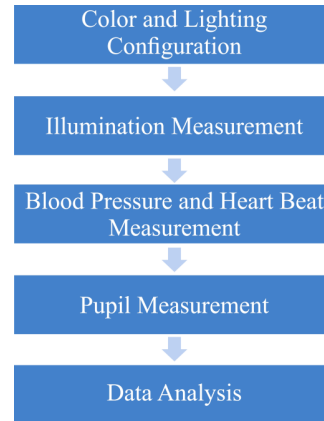 Color and Lighting
Configuration
Illumination Measurement
Blood Pressure and Heart Beat
Measurement
Pupil Measurement
Data Analysis